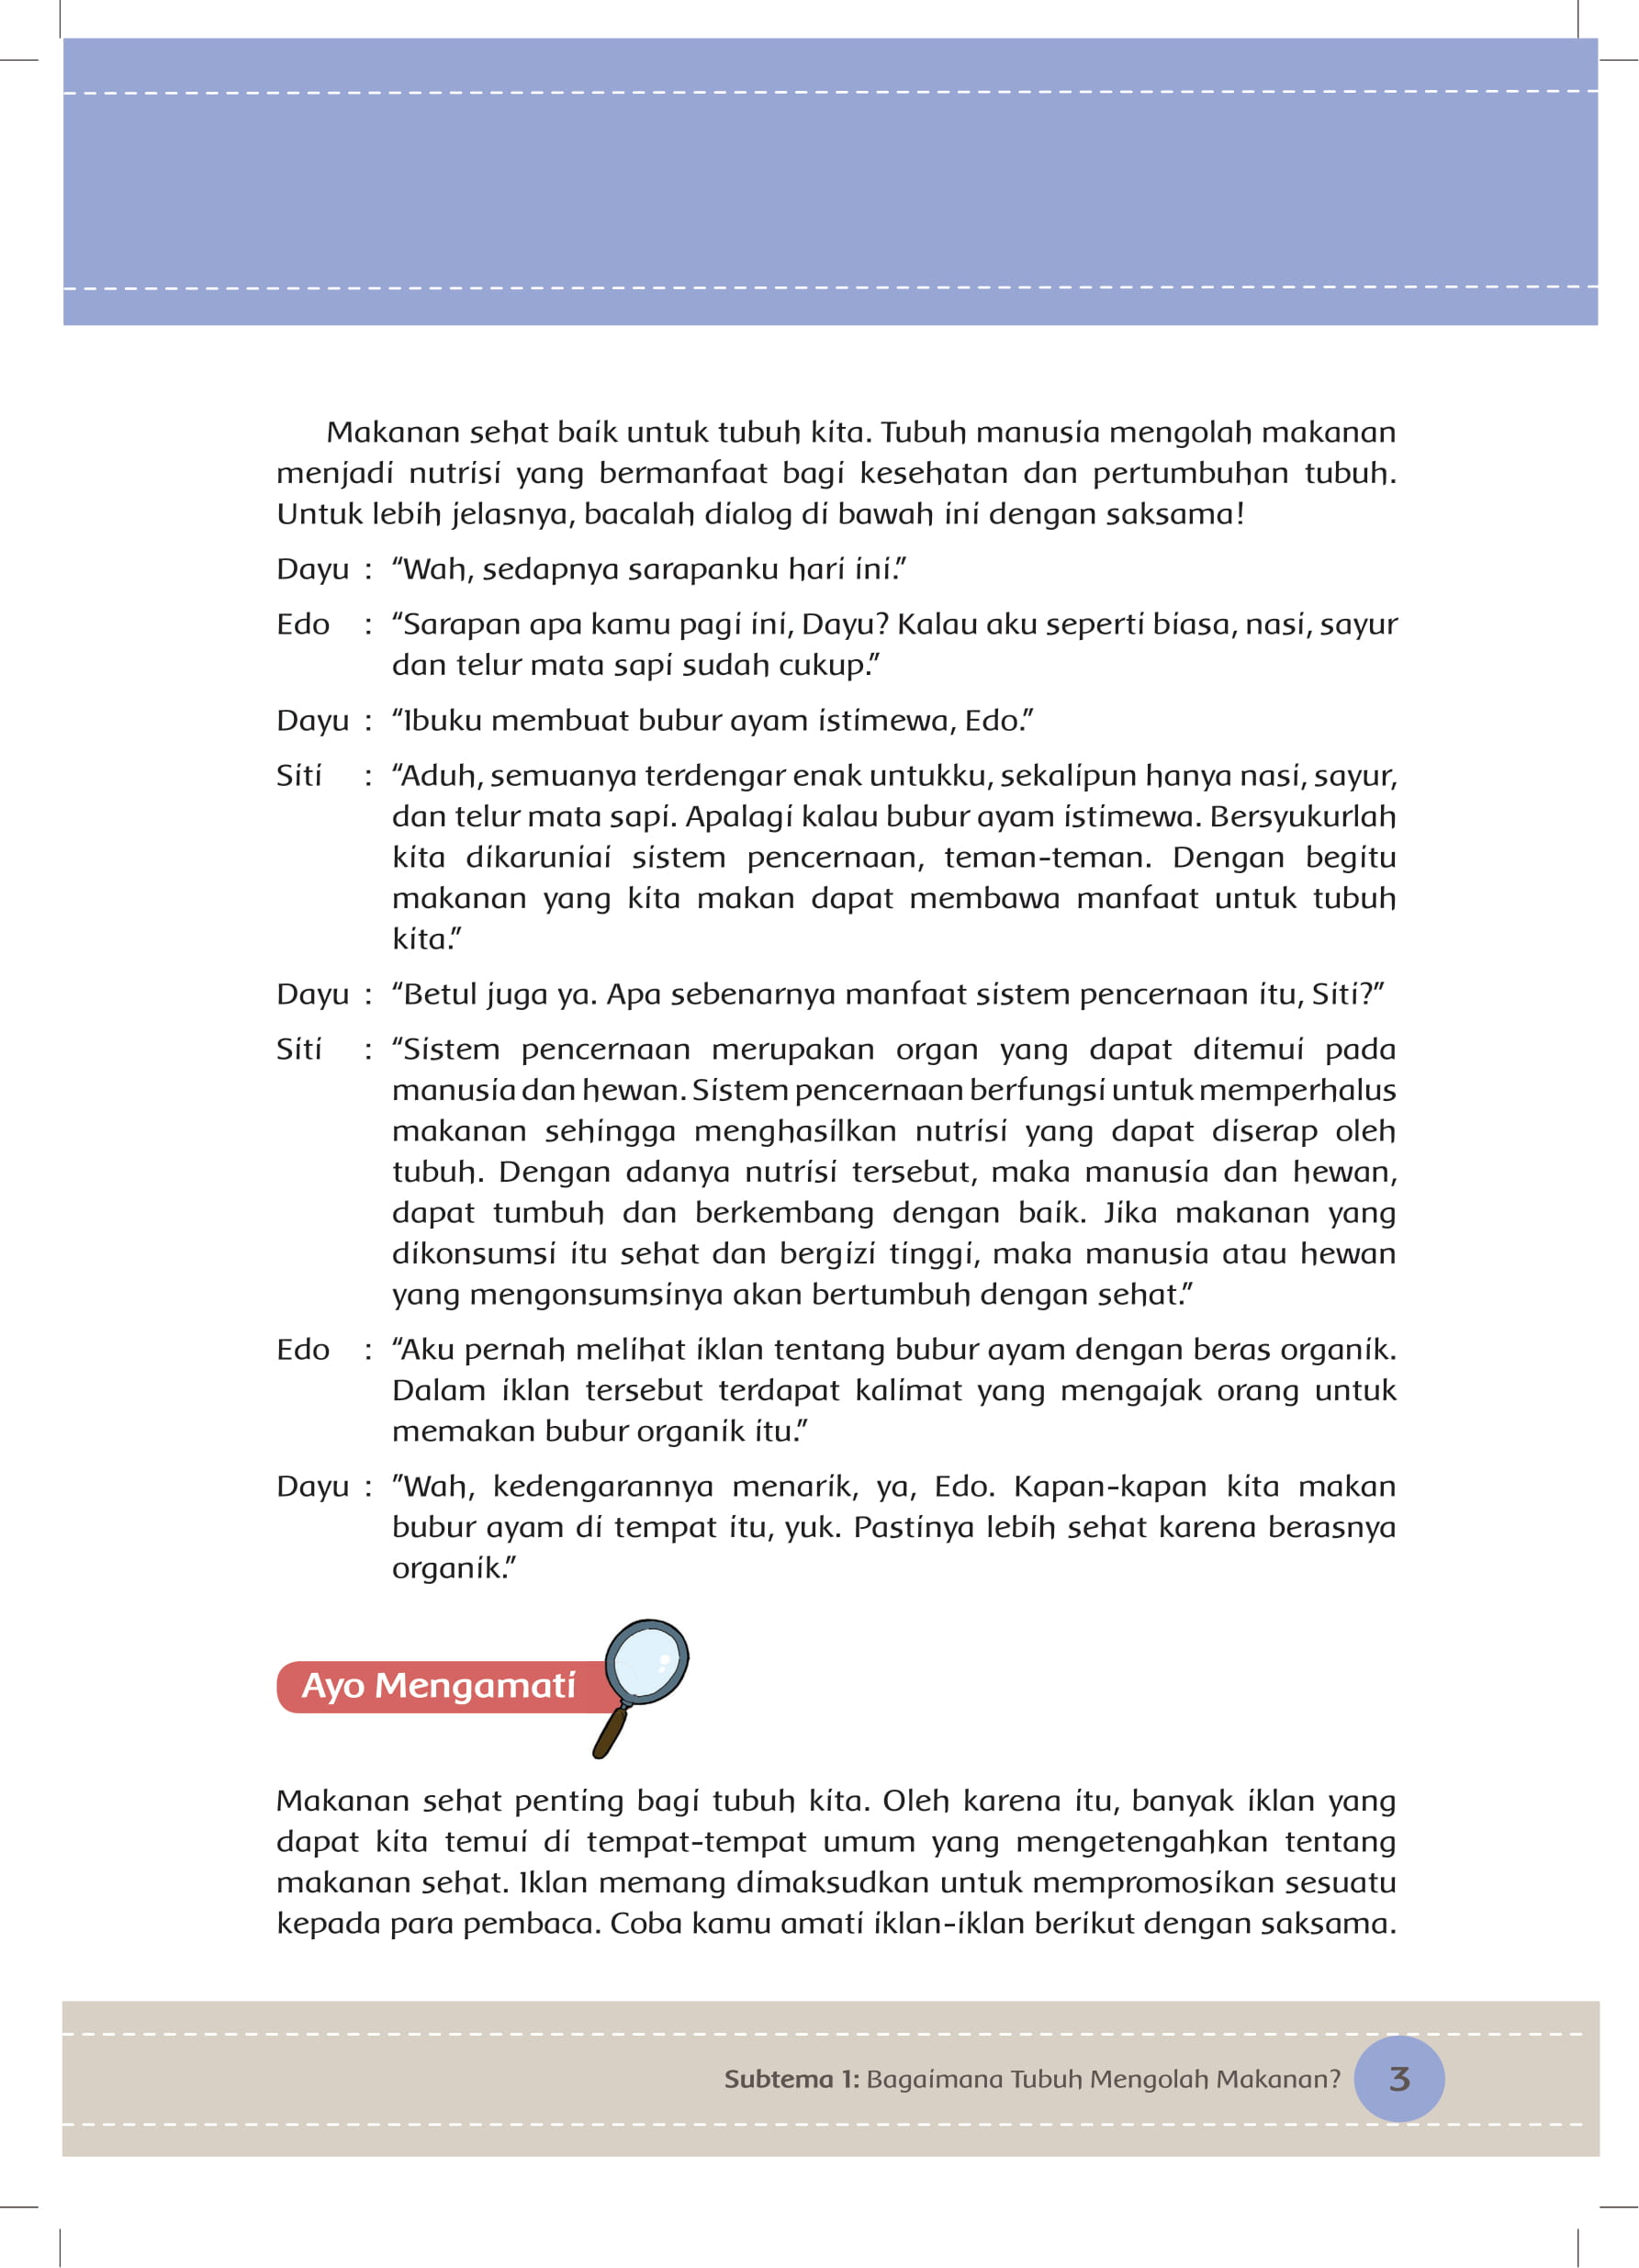 Makanan sehat baik untuk tubuh kita. Tubuh manusia mengolah makanan
menjadi nutrisi yang bermanfaat bagi kesehatan dan pertumbuhan tubuh.
Untuk lebih jelasnya, bacalah dialog di bawah ini dengan saksama!
Dayu : “Wah, sedapnya sarapanku hari ini.”
Edo : “Sarapan apa kamu pagi ini, Dayu? Kalau aku seperti biasa, nasi, sayur
dan telur mata sapi sudah cukup.”
Dayu : “Ibuku membuat bubur ayam istimewa, Edo.”
Siti : “Aduh, semuanya terdengar enak untukku, sekalipun hanya nasi, sayur,
dan telur mata sapi. Apalagi kalau bubur ayam istimewa. Bersyukurlah
kita dikaruniai sistem pencernaan, teman-teman. Dengan begitu
makanan yang kita makan dapat membawa manfaat untuk tubuh
kita.”
Dayu : “Betul juga ya. Apa sebenarnya manfaat sistem pencernaan itu, Siti?”
Siti : “Sistem pencernaan merupakan organ yang dapat ditemui pada
manusia dan hewan. Sistem pencernaan berfungsi untuk memperhalus
makanan sehingga menghasilkan nutrisi yang dapat diserap oleh
tubuh. Dengan adanya nutrisi tersebut, maka manusia dan hewan,
dapat tumbuh dan berkembang dengan baik. Jika makanan yang
dikonsumsi itu sehat dan bergizi tinggi, maka manusia atau hewan
yang mengonsumsinya akan bertumbuh dengan sehat.”
Edo : “Aku pernah melihat iklan tentang bubur ayam dengan beras organik.
Dalam iklan tersebut terdapat kalimat yang mengajak orang untuk
memakan bubur organik itu.”
Dayu : ”Wah, kedengarannya menarik, ya, Edo. Kapan-kapan kita makan
bubur ayam di tempat itu, yuk. Pastinya lebih sehat karena berasnya
organik.”
Ayo Mengamati
Makanan sehat penting bagi tubuh kita. Oleh karena itu, banyak iklan yang
dapat kita temui di tempat-tempat umum yang mengetengahkan tentang
makanan sehat. Iklan memang dimaksudkan untuk mempromosikan sesuatu
kepada para pembaca. Coba kamu amati iklan-iklan berikut dengan saksama.
Subtema 1: Bagaimana Tubuh Mengolah Makanan? 3